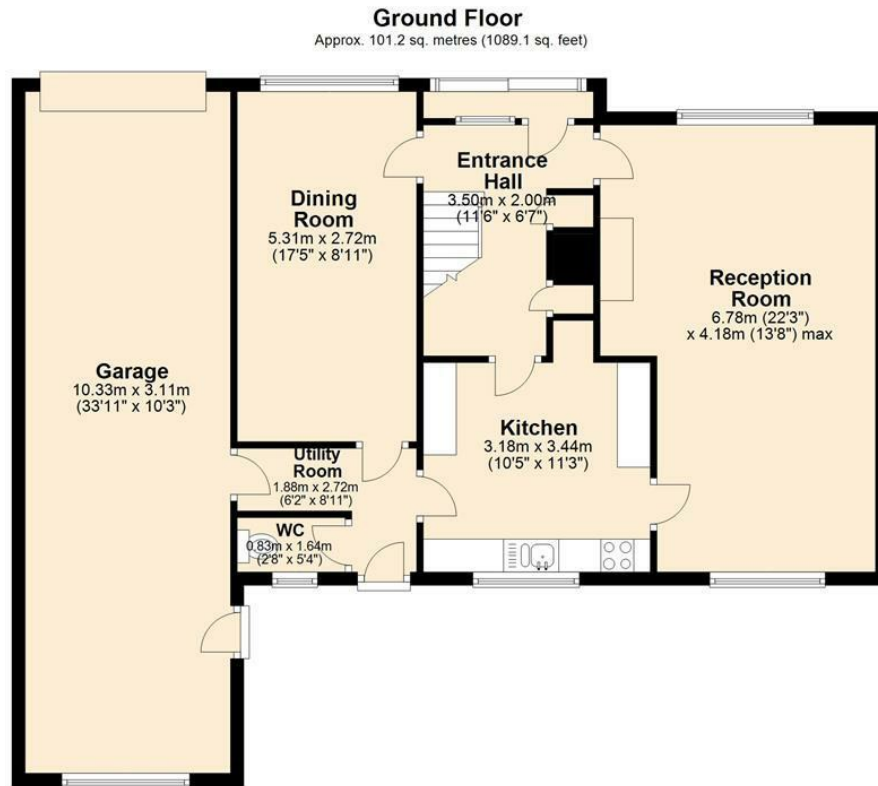 Ground Floor
Approx. 101.2 sq. metres (1089.1 sq. feet)
Entrance
Hall
3.50m x 2.00m
(11'6" x 6'7")
Dining
Room
5.31m x 2.72m
(17'5" x 8'11")
Reception
Room
6.78m (22'3")
x 4.18m (13'8") max
Garage
10.33m x 3.11m
(33'11" x 10'3")
Kitchen
3.18m x 3.44m
(10'5" x 11'3")
Utility
Room
1.88m x 2.72m
(6'2" x 8'11")
WC
0.83m x 1.64m
(2'8" x 5'4")